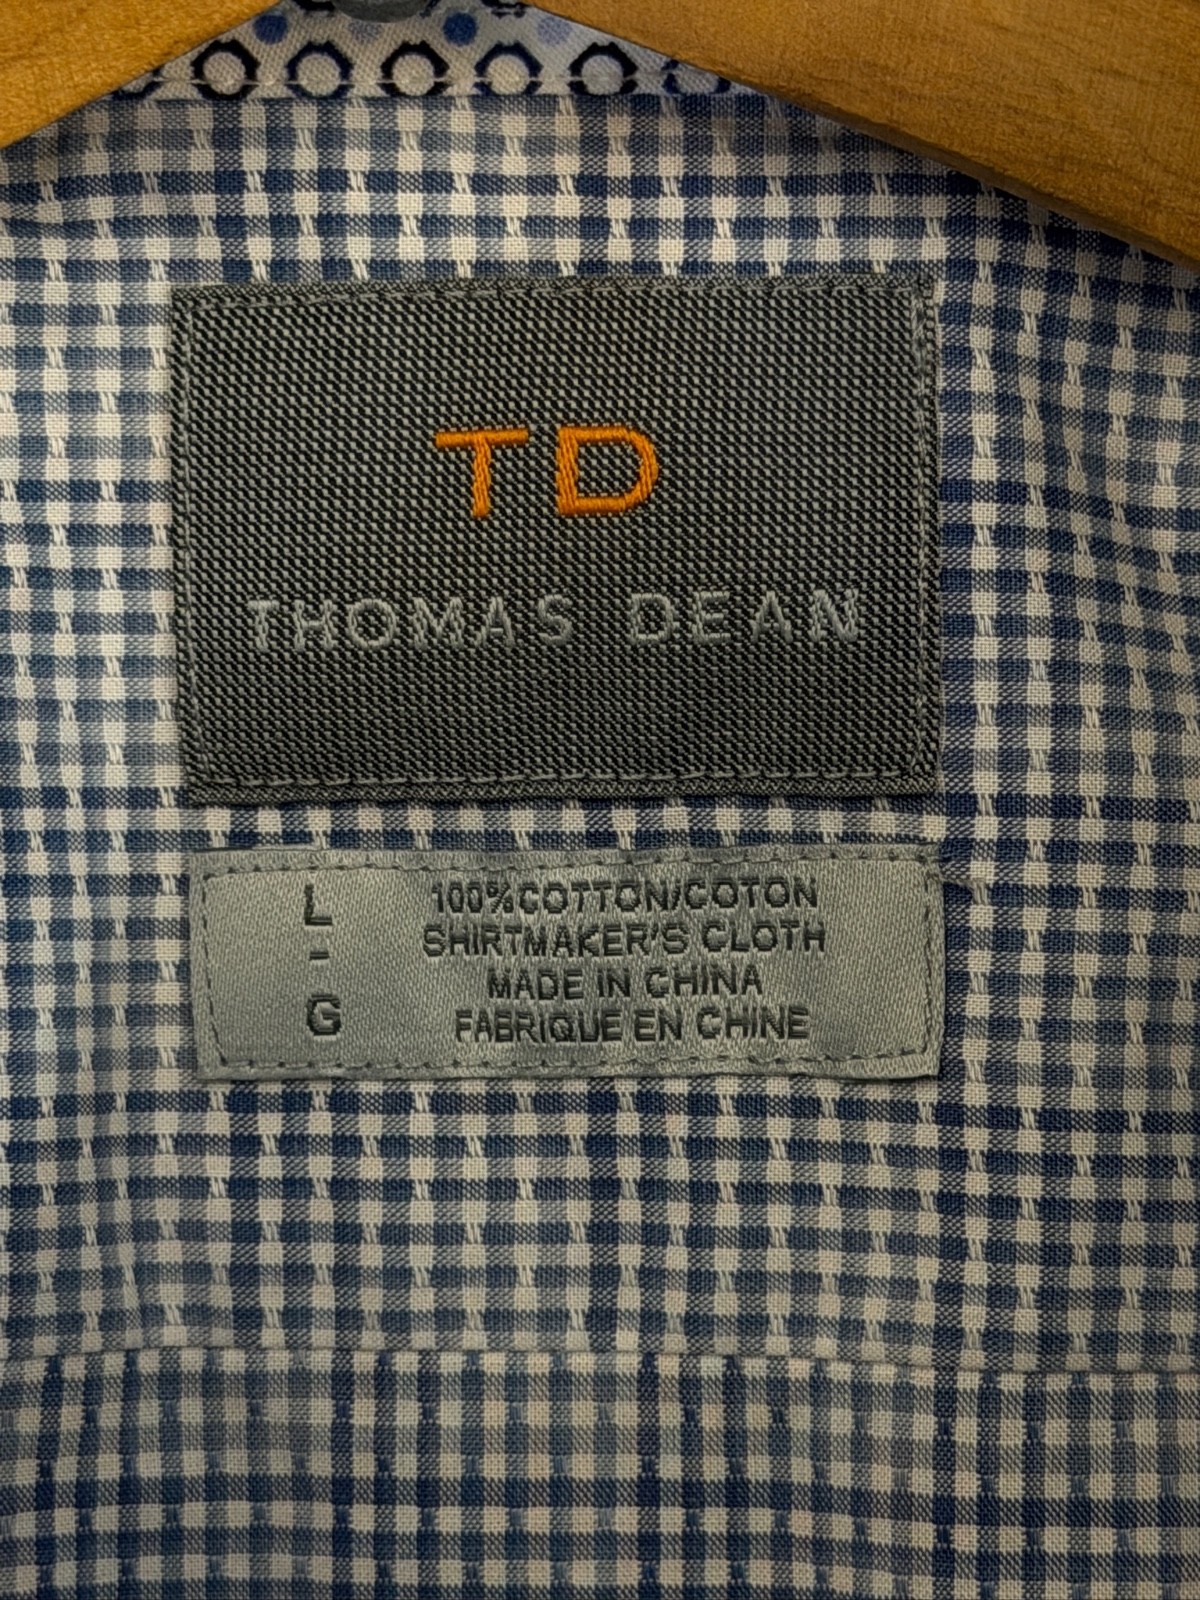 TD
THOMAS DEAN
L
-
G
100% COTTON/COTON
SHIRTMAKER'S CLOTH
MADE IN CHINA
FABRIQUE EN CHINE